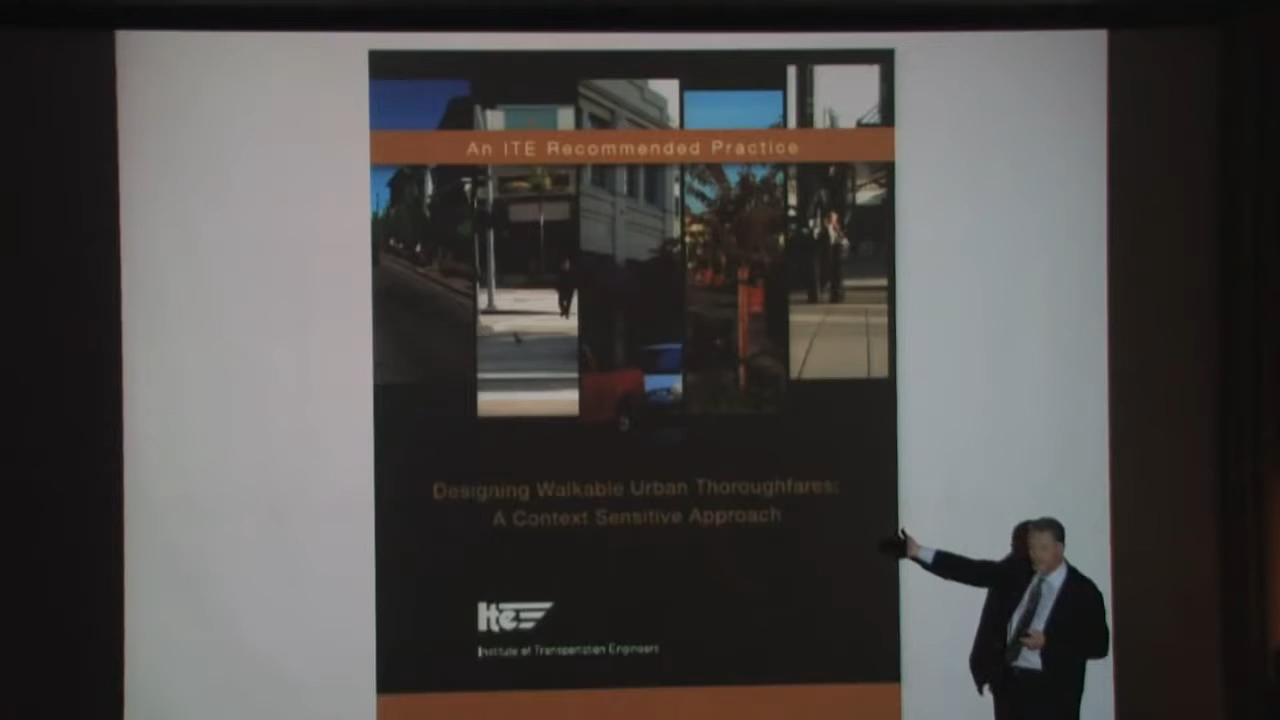 An ITE Recommended Practice
Designing Walkable Urban Thoroughfares:
A Context Sensitive Approach
Ite
Institute of Transportation Engineers